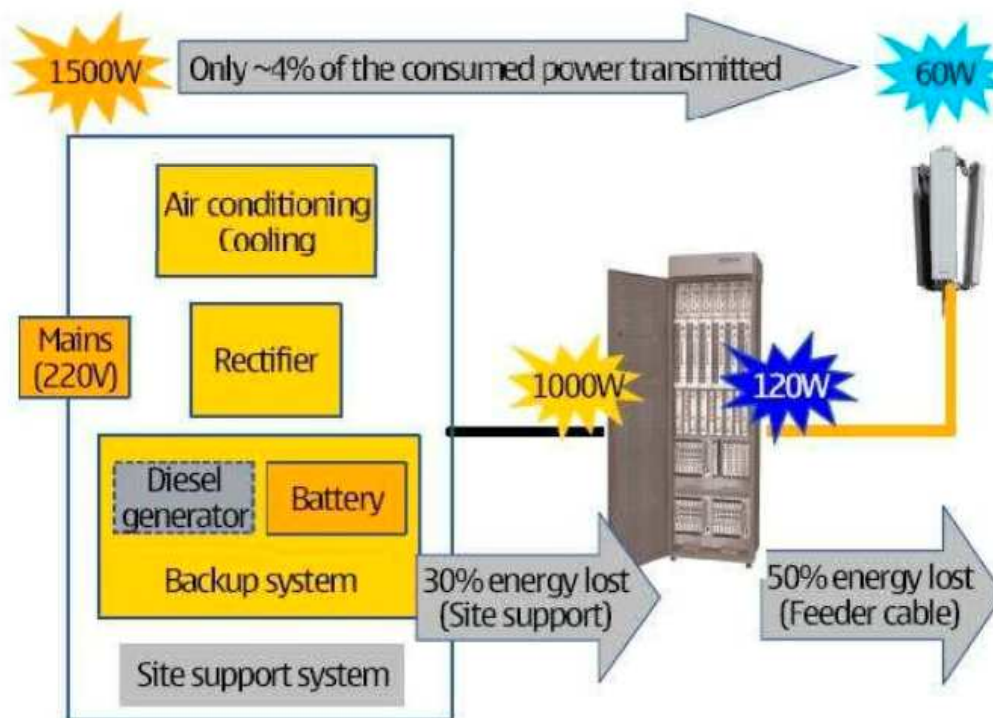 1500W
Only ~4% of the consumed power transmitted
60W
Air conditioning
Cooling
Mains
(220V)
Rectifier
1000W
120W
Diesel
generator
Battery
Backup system
30% energy lost
(Site support)
50% energy lost
(Feeder cable)
Site support system